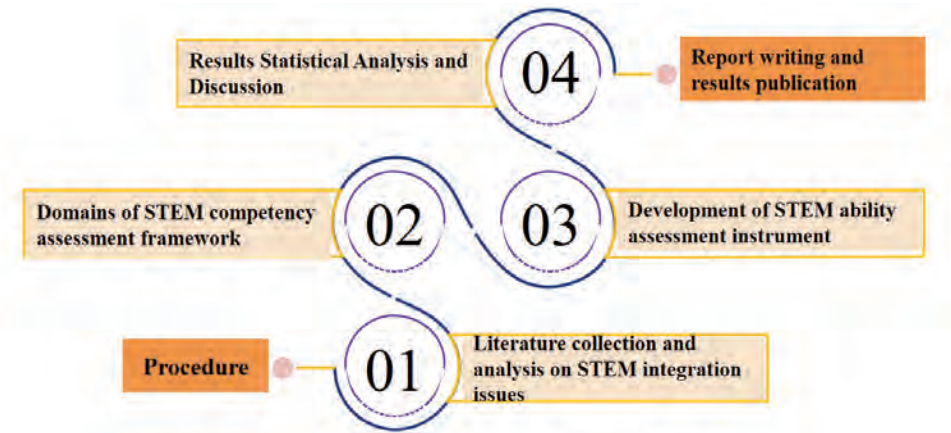 Results Statistical Analysis and
Discussion
04
Report writing and
results publication
Domains of STEM competency
assessment framework
02
03
Development of STEM ability
assessment instrument
Procedure
01
Literature collection and
analysis on STEM integration
issues